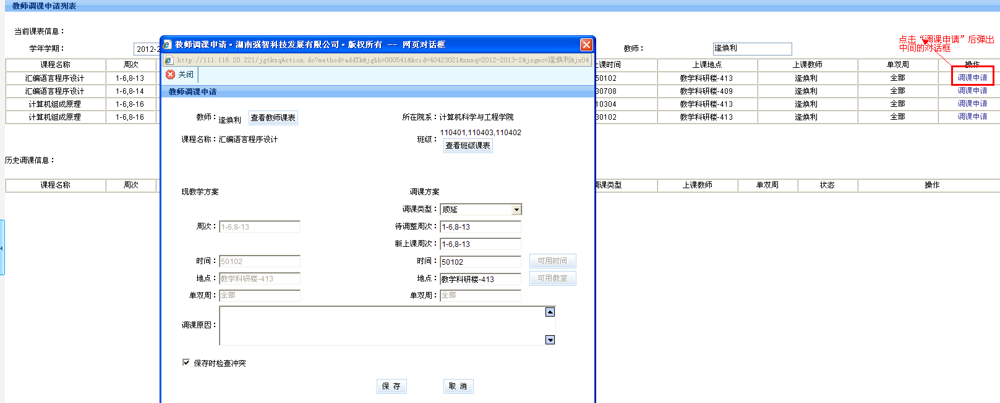 教师调课申请列表
当前课表信息：
学年学期：
2012-2
教师：
逄焕利
点击“调课申请”后弹出
中间的对话框
课程名称 周次 上课时间 上课地点 上课教师 单双周 操作
汇编语言程序设计 1-6,8-13 50102 教学科研楼-413 逄焕利 全部 调课申请
汇编语言程序设计 1-6,8-14 30708 教学科研楼-409 逄焕利 全部 调课申请
计算机组成原理 1-6,8-16 10304 教学科研楼-413 逄焕利 全部 调课申请
计算机组成原理 1-6,8-16 30102 教学科研楼-413 逄焕利 全部 调课申请
历史调课信息：
课程名称 周次 调课类型 上课教师 单双周 状态 操作
教师调课申请 - 湖南强智科技发展有限公司 - 版权所有 -- 网页对话框
http://111.116.20.221/jgtksqAction.do?method=addTk&jgbh=000541&kcid=40423021&xnxq=2012-2013-2&jzgmc=逄焕利&jx04
关闭
教师调课申请
教师：逄焕利 查看教师课表 所在院系：计算机科学与工程学院
课程名称：汇编语言程序设计 班级：110401,110403,110402
查看班级课表
现教学方案 调课方案
调课类型：顺延
周次：1-6,8-13 待调整周次：1-6,8-13
新上课周次：1-6,8-13
时间：50102 时间：50102 可用时间
地点：教学科研楼-413 地点：教学科研楼-413 可用教室
单双周：全部 单双周：全部
调课原因：
保存时检查冲突
保 存 取 消